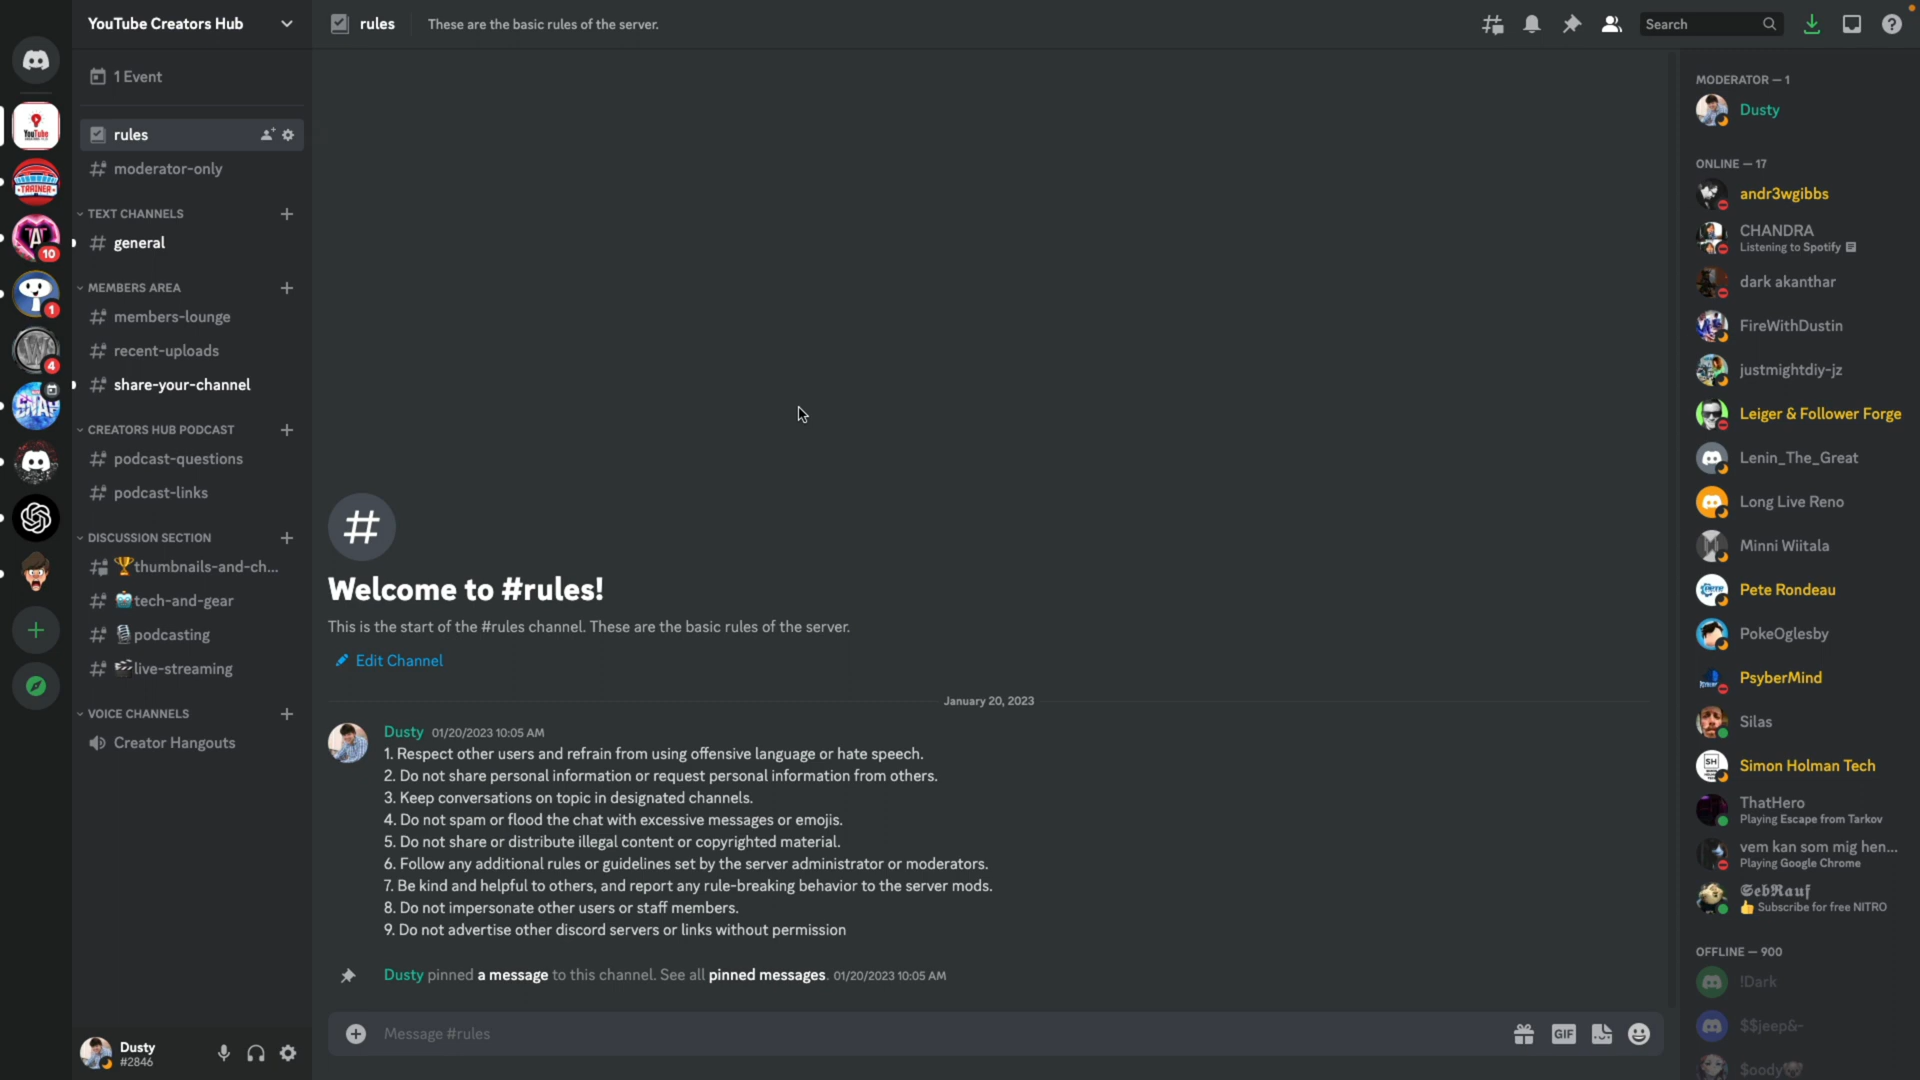 YouTube Creators Hub
rules
These are the basic rules of the server.
Search
1 Event
rules
moderator-only
TEXT CHANNELS
general
MEMBERS AREA
members-lounge
recent-uploads
share-your-channel
CREATORS HUB PODCAST
podcast-questions
podcast-links
DISCUSSION SECTION
🏆thumbnails-and-ch...
tech-and-gear
podcasting
live-streaming
VOICE CHANNELS
Creator Hangouts
YouTube
TRAINER
10
1
4
SNAP
Dusty
#2846
Welcome to #rules!
This is the start of the #rules channel. These are the basic rules of the server.
Edit Channel
January 20, 2023
Dusty 01/20/2023 10:05 AM
1. Respect other users and refrain from using offensive language or hate speech.
2. Do not share personal information or request personal information from others.
3. Keep conversations on topic in designated channels.
4. Do not spam or flood the chat with excessive messages or emojis.
5. Do not share or distribute illegal content or copyrighted material.
6. Follow any additional rules or guidelines set by the server administrator or moderators.
7. Be kind and helpful to others, and report any rule-breaking behavior to the server mods.
8. Do not impersonate other users or staff members.
9. Do not advertise other discord servers or links without permission
Dusty pinned a message to this channel. See all pinned messages. 01/20/2023 10:05 AM
Message #rules
GIF
MODERATOR — 1
Dusty
ONLINE — 17
andr3wgibbs
CHANDRA
Listening to Spotify
dark akanthar
FireWithDustin
justmightdiy-jz
Leiger & Follower Forge
Lenin_The_Great
Long Live Reno
Minni Wiitala
Pete Rondeau
PokeOglesby
PsyberMind
Silas
SH
Simon Holman Tech
ThatHero
Playing Escape from Tarkov
vem kan som mig hen...
Playing Google Chrome
𝕾𝖊𝖇𝕽𝖆𝖚𝖋
👍 Subscribe for free NITRO
OFFLINE — 900
!Dark
$$jeep&-
$oody